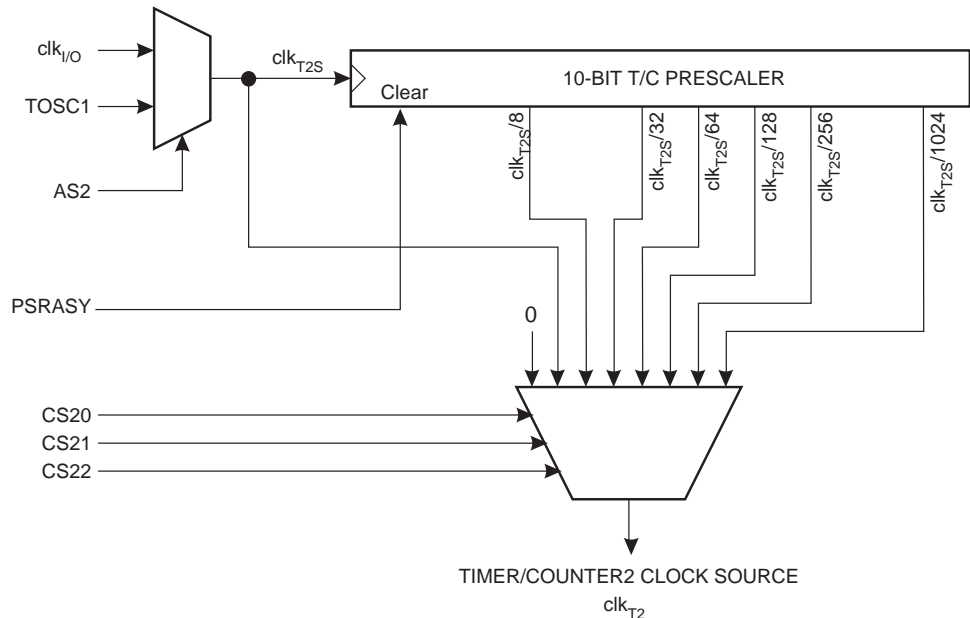 clkI/O
clkT2S
10-BIT T/C PRESCALER
TOSC1
Clear
clkT2S/8
clkT2S/32
clkT2S/64
clkT2S/128
clkT2S/256
clkT2S/1024
AS2
PSRASY
0
CS20
CS21
CS22
TIMER/COUNTER2 CLOCK SOURCE
clkT2